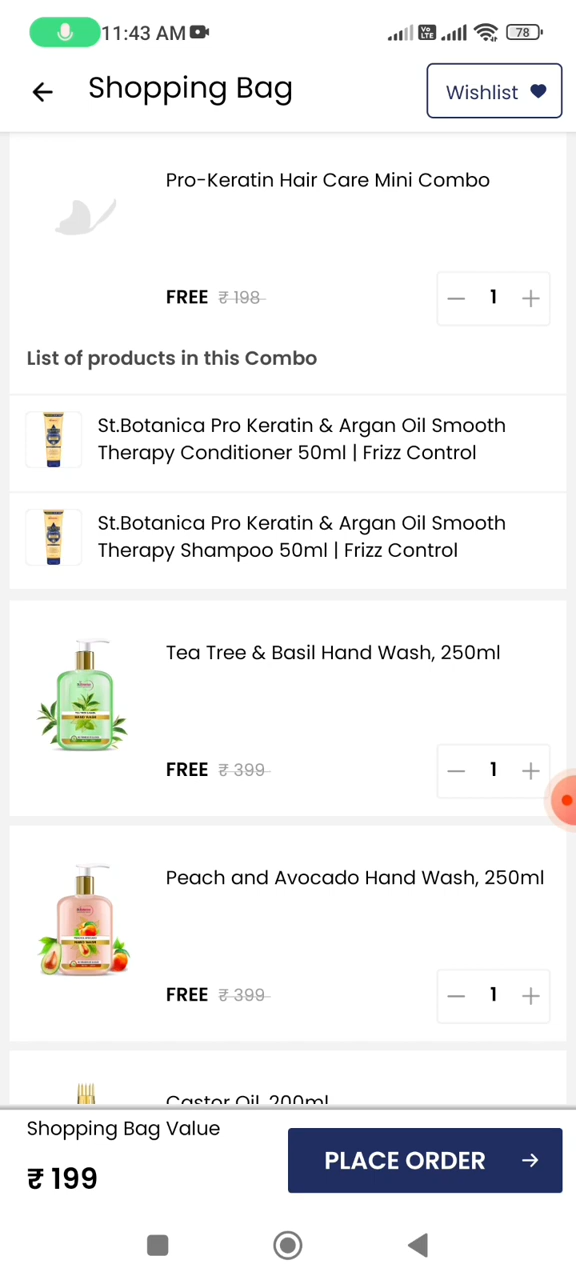 11:43 AM
Vo
LTE
78
Shopping Bag
Wishlist
Pro-Keratin Hair Care Mini Combo
FREE ₹ 198
1
List of products in this Combo
St.Botanica Pro Keratin & Argan Oil Smooth
Therapy Conditioner 50ml | Frizz Control
St.Botanica Pro Keratin & Argan Oil Smooth
Therapy Shampoo 50ml | Frizz Control
Tea Tree & Basil Hand Wash, 250ml
FREE ₹ 399
1
Peach and Avocado Hand Wash, 250ml
FREE ₹ 399
1
Castor Oil, 200ml
Shopping Bag Value
₹ 199
PLACE ORDER